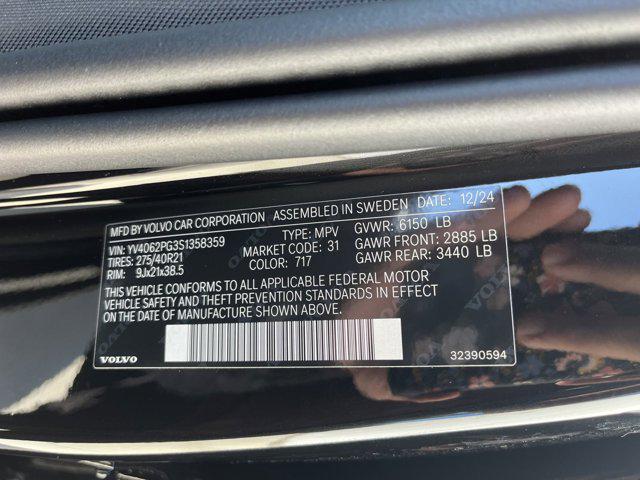 MFD BY VOLVO CAR CORPORATION ASSEMBLED IN SWEDEN DATE: 12/24
VIN: YV4062PG3S1358359 TYPE: MPV GVWR: 6150 LB
TIRES: 275/40R21 MARKET CODE: 31 GAWR FRONT: 2885 LB
RIM: 9Jx21x38.5 COLOR: 717 GAWR REAR: 3440 LB
THIS VEHICLE CONFORMS TO ALL APPLICABLE FEDERAL MOTOR
VEHICLE SAFETY AND THEFT PREVENTION STANDARDS IN EFFECT
ON THE DATE OF MANUFACTURE SHOWN ABOVE.
VOLVO 32390594